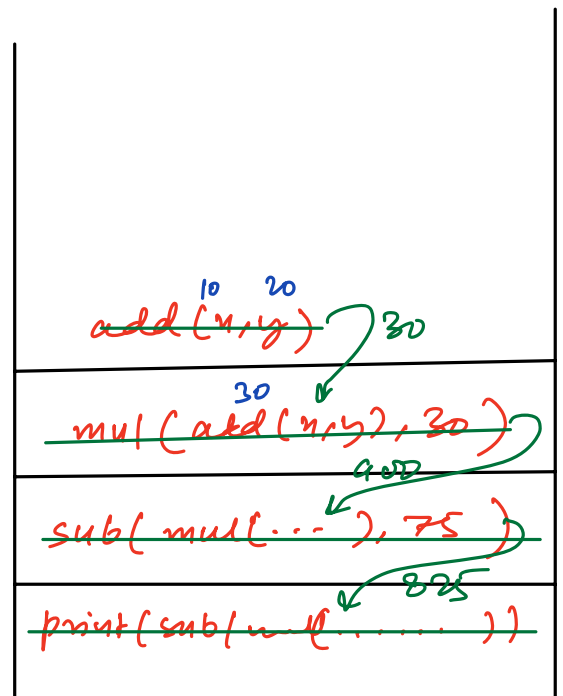 10 20
add (x, y) 30
30
mul ( add (x, y), 30 )
900
sub( mul(... ), 75 )
825
print( sub( mul(....... ) )